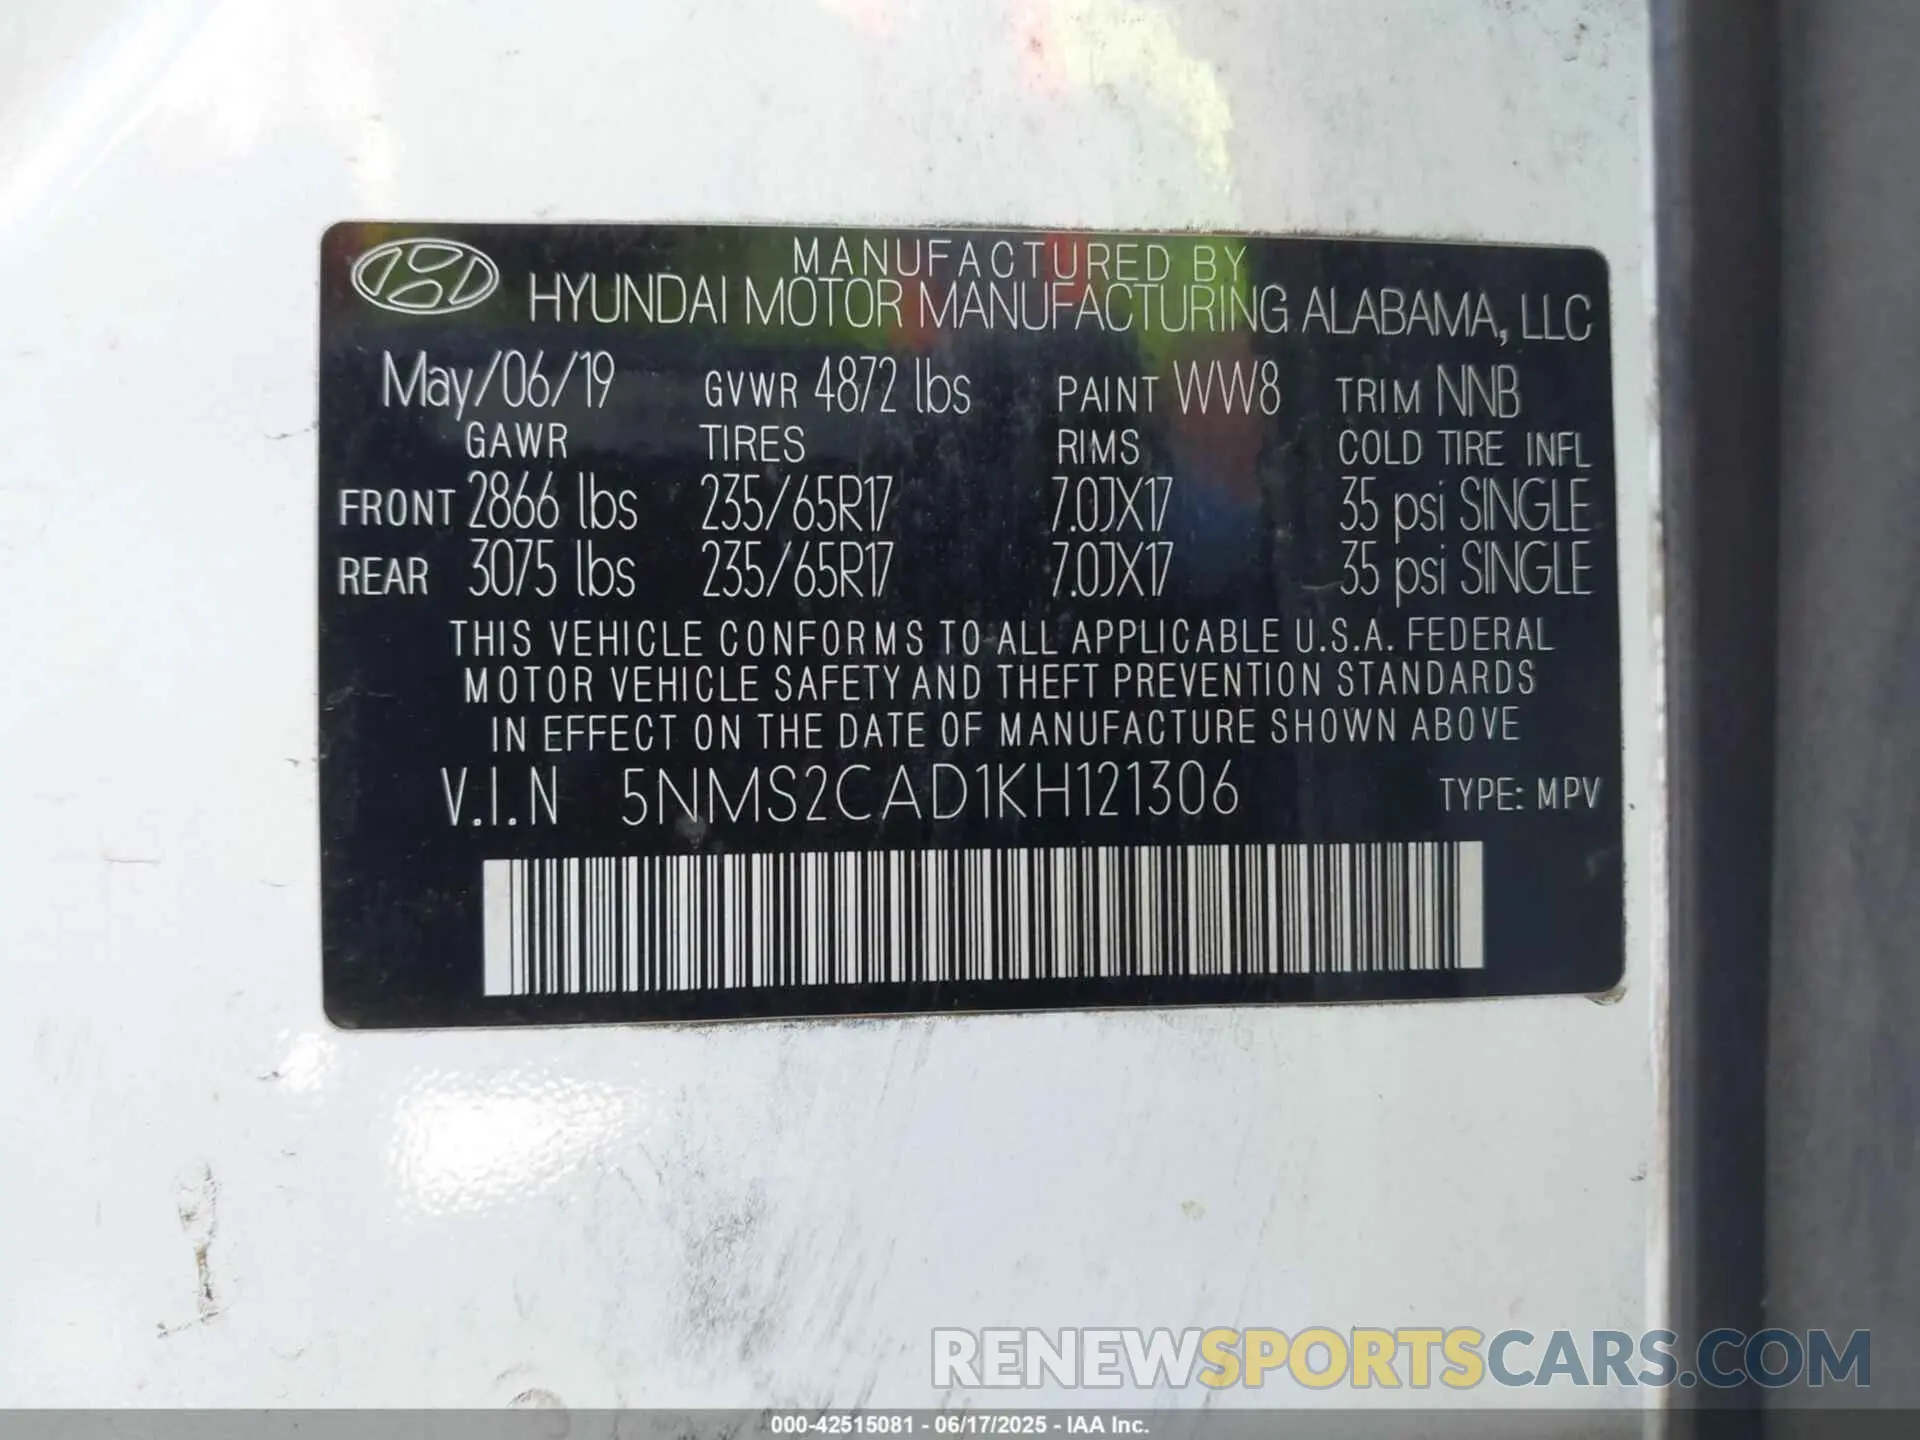 MANUFACTURED BY
HYUNDAI MOTOR MANUFACTURING ALABAMA, LLC
May/06/19 GVWR 4872 lbs PAINT WW8 TRIM NNB
GAWR TIRES RIMS COLD TIRE INFL
FRONT 2866 lbs 235/65R17 7.0JX17 35 psi SINGLE
REAR 3075 lbs 235/65R17 7.0JX17 35 psi SINGLE
THIS VEHICLE CONFORMS TO ALL APPLICABLE U.S.A. FEDERAL
MOTOR VEHICLE SAFETY AND THEFT PREVENTION STANDARDS
IN EFFECT ON THE DATE OF MANUFACTURE SHOWN ABOVE
V.I.N 5NMS2CAD1KH121306 TYPE: MPV
RENEWSPORTSCARS.COM
000-42515081 - 06/17/2025 - IAA Inc.